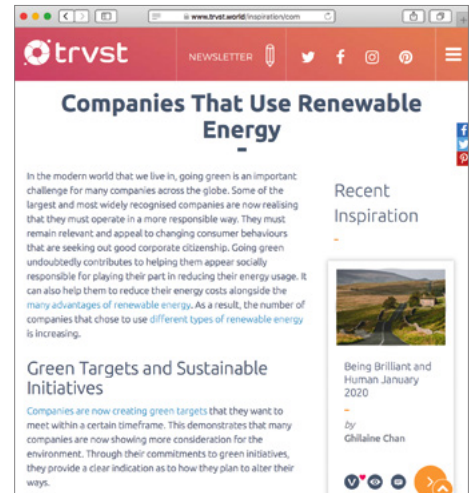 www.trvst.world/inspiration/com
trvst
NEWSLETTER
Companies That Use Renewable
Energy
In the modern world that we live in, going green is an important
challenge for many companies across the globe. Some of the
largest and most widely recognised companies are now realising
that they must operate in a more responsible way. They must
remain relevant and appeal to changing consumer behaviours
that are seeking out good corporate citizenship. Going green
undoubtedly contributes to helping them appear socially
responsible for playing their part in reducing their energy usage. It
can also help them to reduce their energy costs alongside the
many advantages of renewable energy. As a result, the number of
companies that chose to use different types of renewable energy
is increasing.
Green Targets and Sustainable
Initiatives
Companies are now creating green targets that they want to
meet within a certain timeframe. This demonstrates that many
companies are now showing more consideration for the
environment. Through their commitments to green initiatives,
they provide a clear indication as to how they plan to alter their
ways.
Recent
Inspiration
Being Brilliant and
Human January
2020
by
Ghilaine Chan